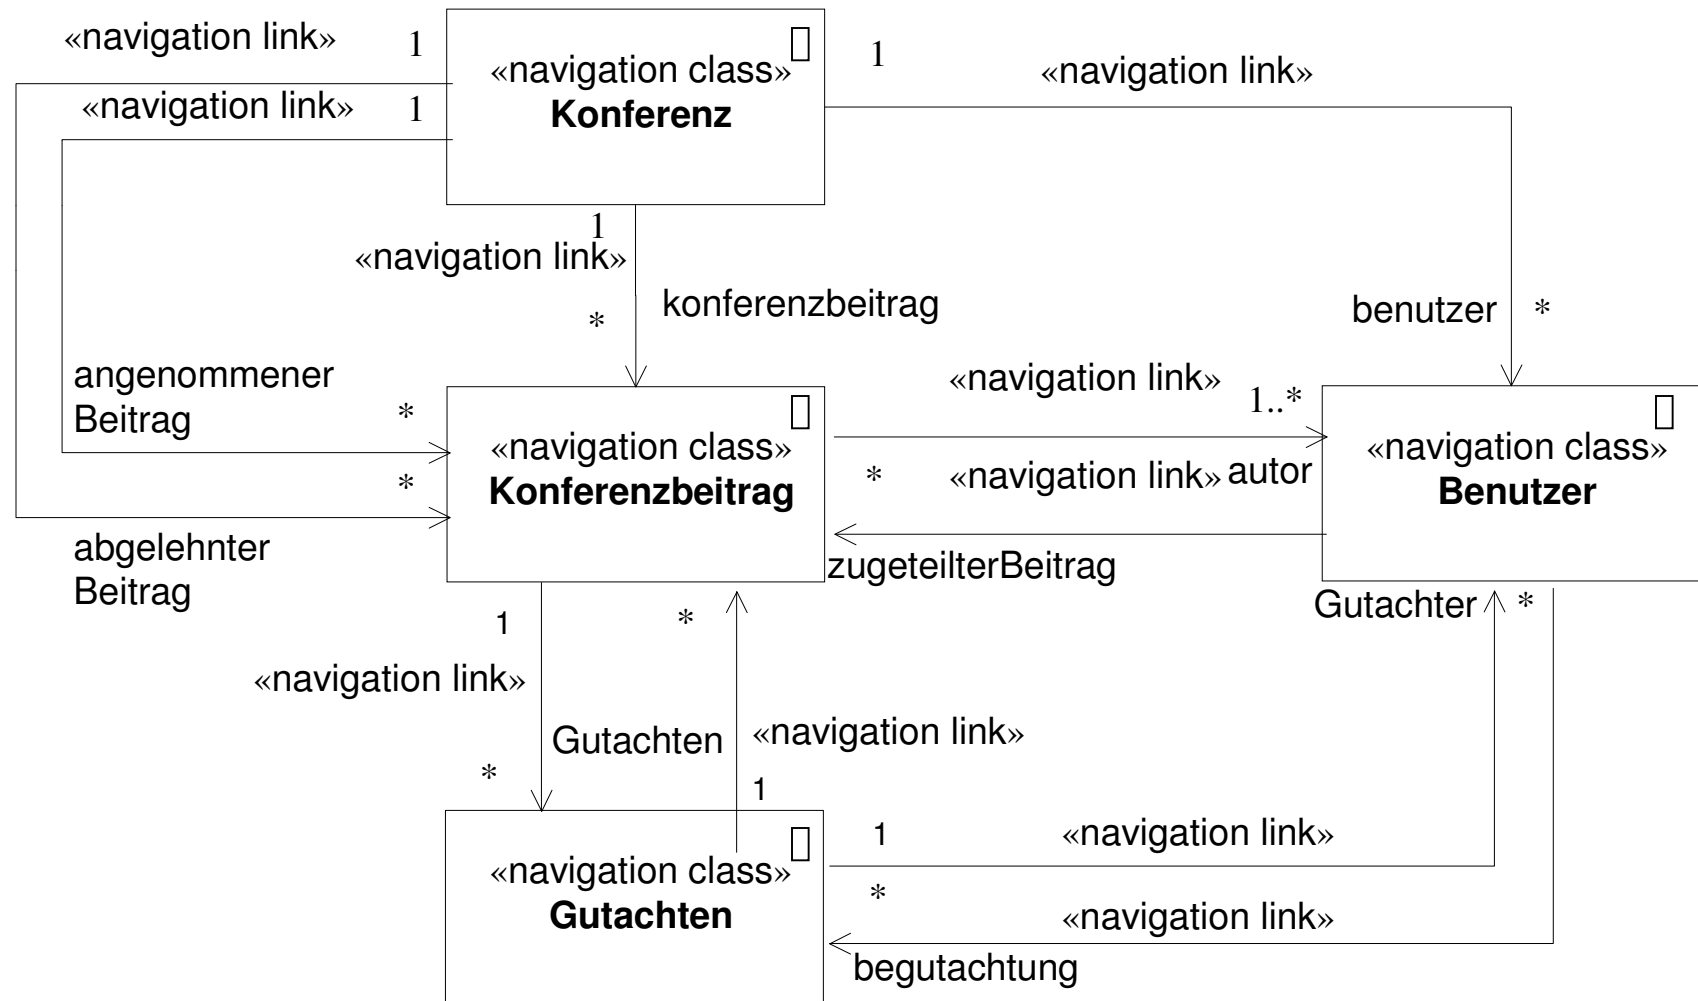 «navigation link» 1
«navigation link» 1
«navigation class»
Konferenz
1 «navigation link»
1
«navigation link»
* konferenzbeitrag
benutzer *
angenommener
Beitrag *
*
abgelehnter
Beitrag
«navigation class»
Konferenzbeitrag
«navigation link» 1..*
* «navigation link» autor
zugeteilterBeitrag
«navigation class»
Benutzer
Gutachter *
1 *
«navigation link»
Gutachten «navigation link»
* 1
«navigation class»
Gutachten
1 «navigation link»
* «navigation link»
begutachtung